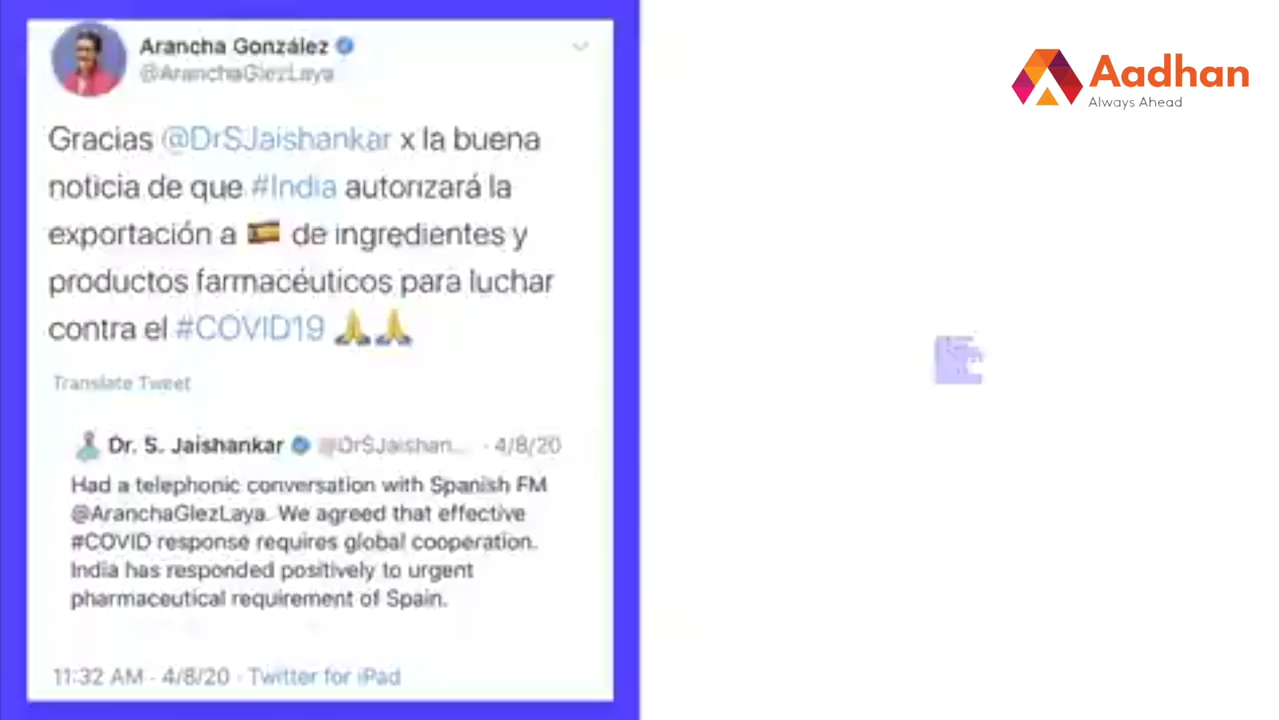 Arancha González
@AranchaGlezLaya
Gracias @DrSJaishankar x la buena
noticia de que #India autorizará la
exportación a 🇪🇸 de ingredientes y
productos farmacéuticos para luchar
contra el #COVID19 🙏🙏
Translate Tweet
Dr. S. Jaishankar @DrSJaishan... · 4/8/20
Had a telephonic conversation with Spanish FM
@AranchaGlezLaya. We agreed that effective
#COVID response requires global cooperation.
India has responded positively to urgent
pharmaceutical requirement of Spain.
11:32 AM · 4/8/20 · Twitter for iPad
Aadhan
Always Ahead